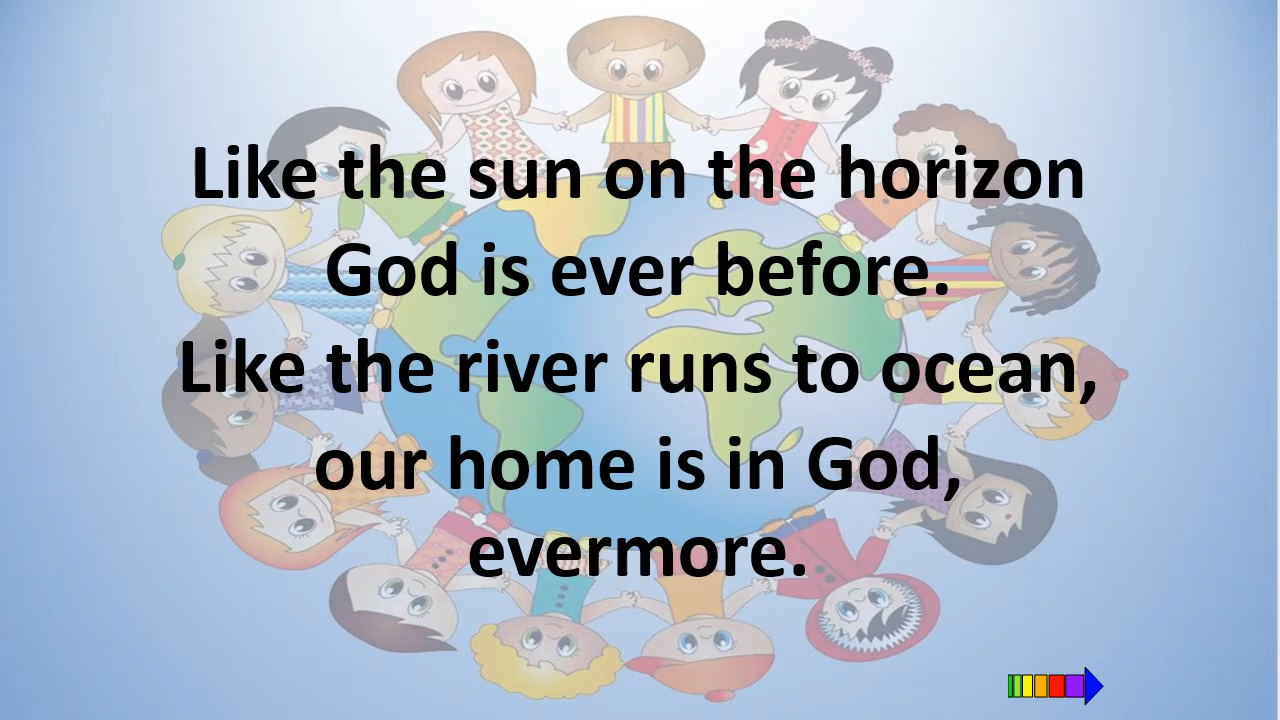 Like the sun on the horizon
God is ever before.
Like the river runs to ocean,
our home is in God,
evermore.